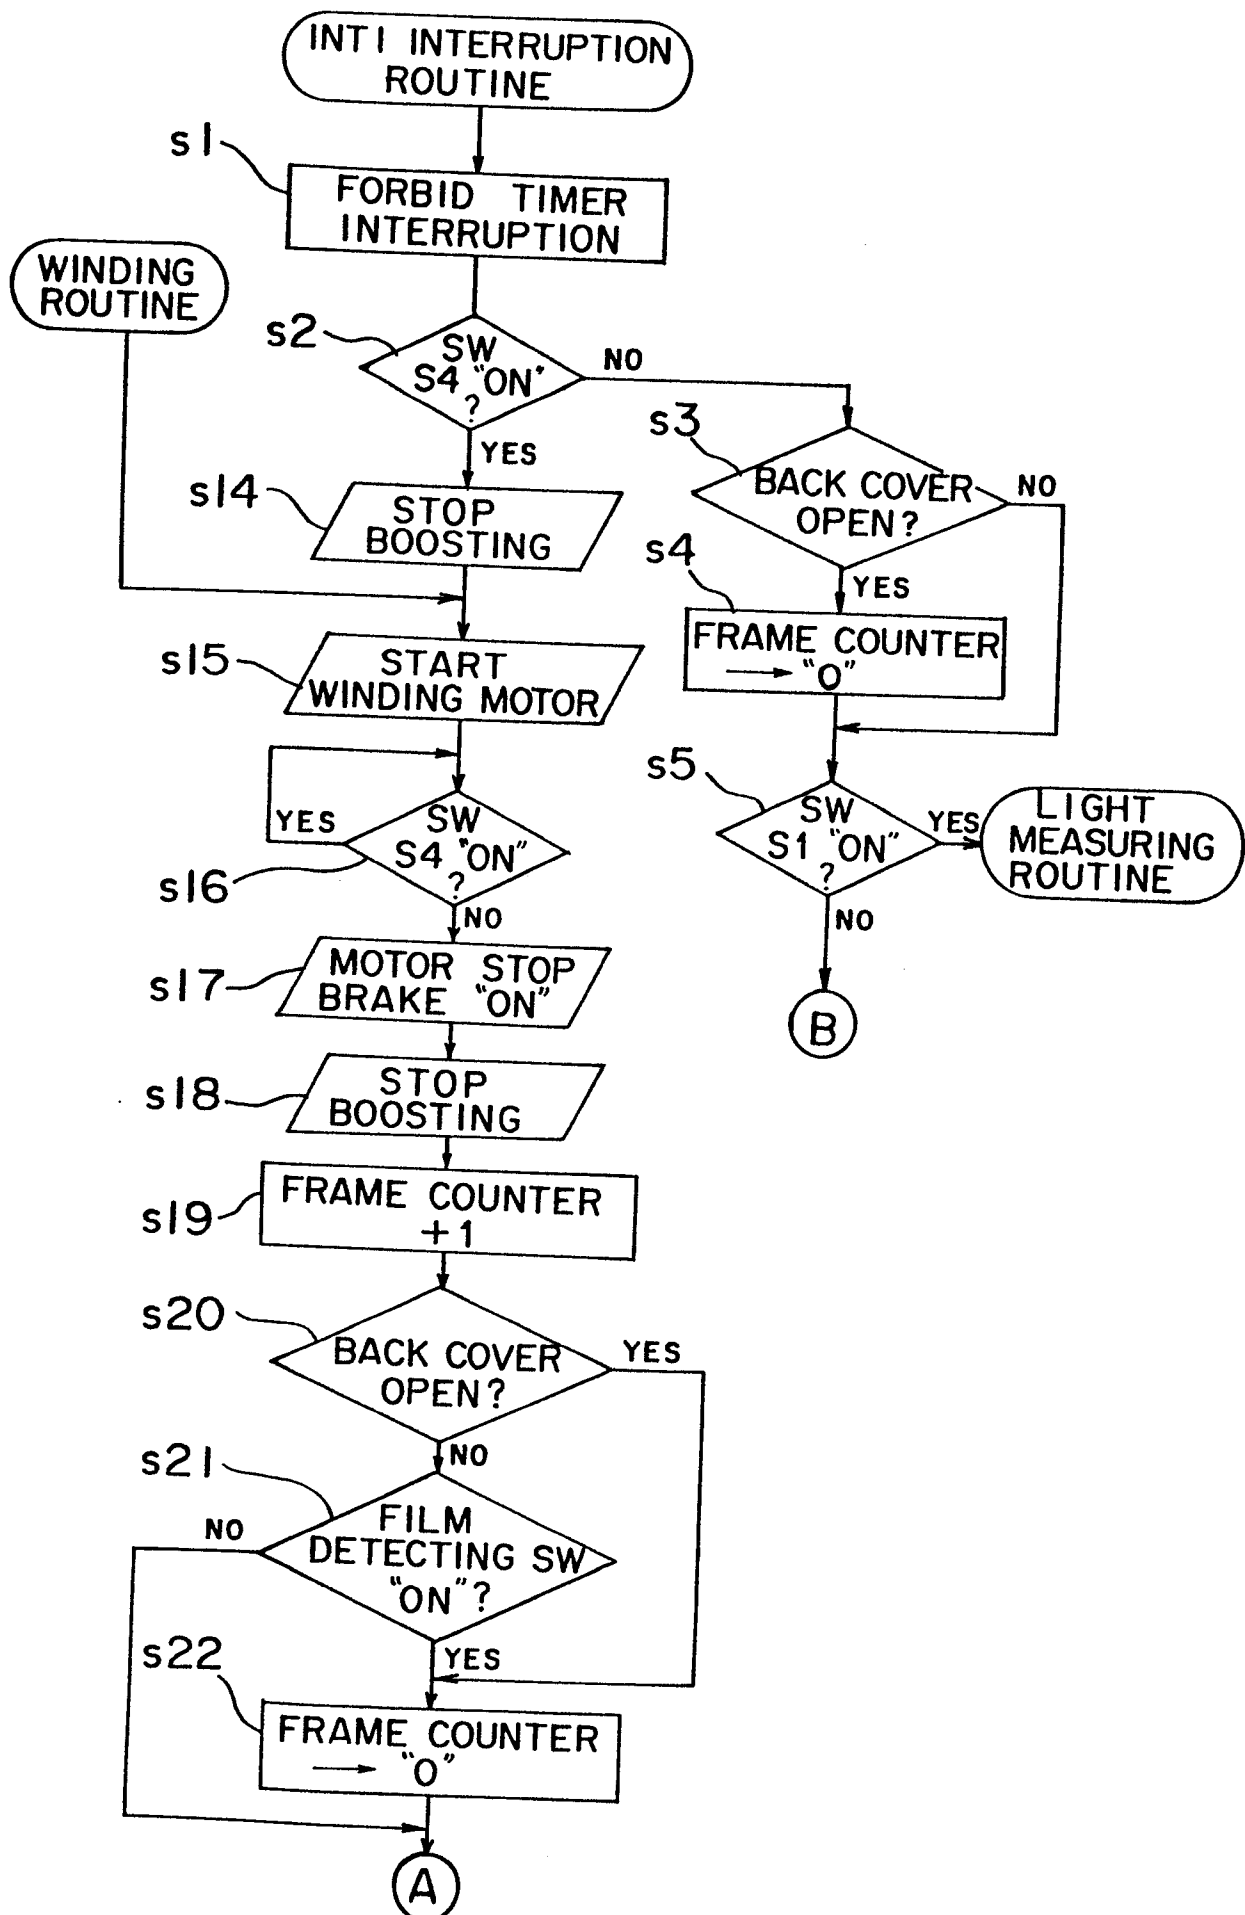 INT1 INTERRUPTION
ROUTINE
s1
FORBID TIMER
INTERRUPTION
WINDING
ROUTINE
s2
SW
S4 "ON"
?
NO
YES
s3
BACK COVER
OPEN?
NO
YES
s14
STOP
BOOSTING
s4
FRAME COUNTER
→ "0"
s15
START
WINDING MOTOR
s5
SW
S1 "ON"
?
YES
NO
LIGHT
MEASURING
ROUTINE
B
s16
SW
S4 "ON"
?
YES
NO
s17
MOTOR STOP
BRAKE "ON"
s18
STOP
BOOSTING
s19
FRAME COUNTER
+1
s20
BACK COVER
OPEN?
YES
NO
s21
FILM
DETECTING SW
"ON"?
NO
YES
s22
FRAME COUNTER
→ "0"
A